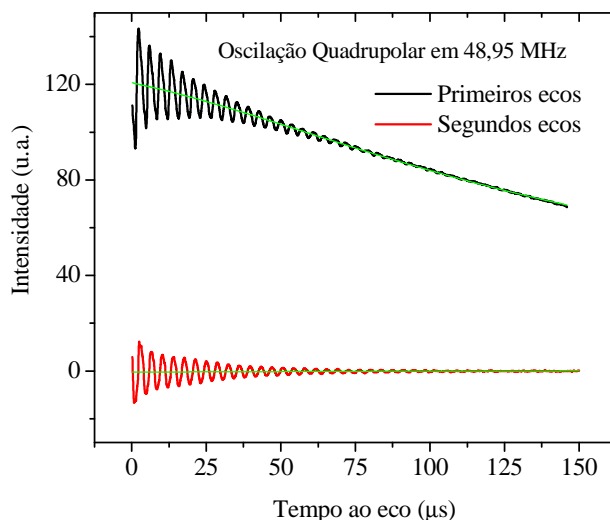 Oscilação Quadrupolar em 48,95 MHz
Primeiros ecos
Segundos ecos
Intensidade (u.a.)
120
80
40
0
0 25 50 75 100 125 150
Tempo ao eco (μs)